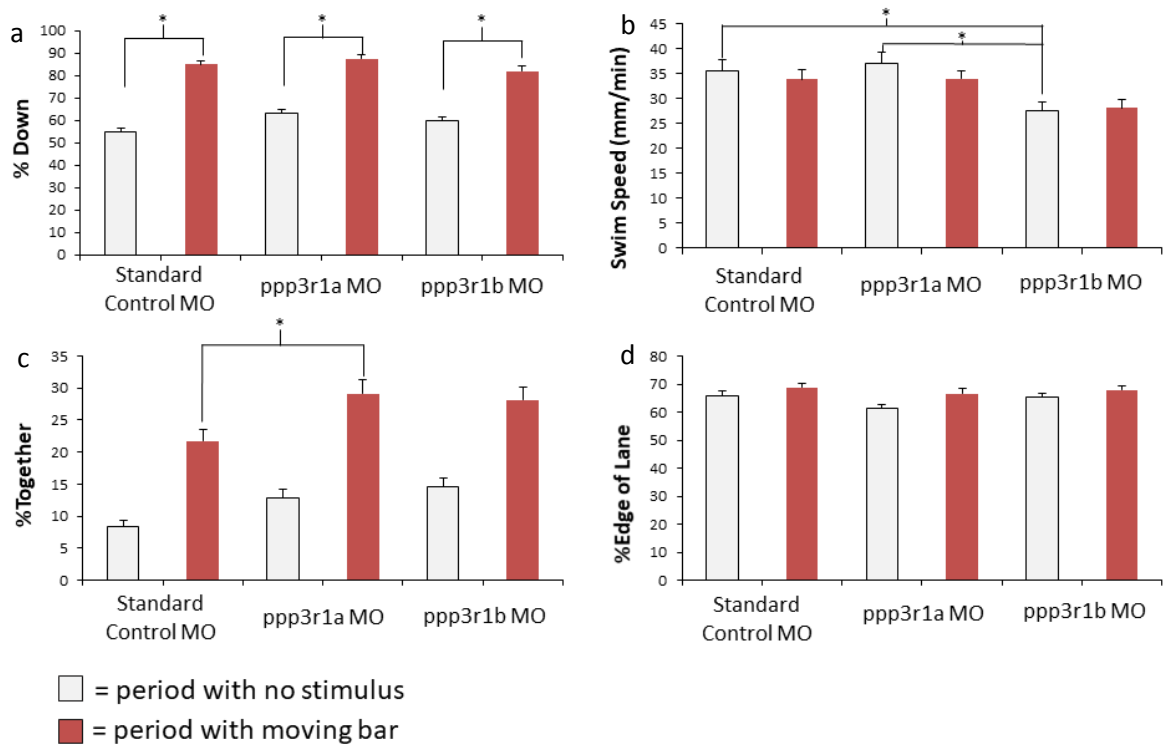 a
*
*
*
% Down
100
90
80
70
60
50
40
30
20
10
0
Standard
Control MO
ppp3r1a MO
ppp3r1b MO
b
*
*
Swim Speed (mm/min)
45
40
35
30
25
20
15
10
5
0
Standard
Control MO
ppp3r1a MO
ppp3r1b MO
c
*
%Together
35
30
25
20
15
10
5
0
Standard
Control MO
ppp3r1a MO
ppp3r1b MO
d
%Edge of Lane
80
70
60
50
40
30
20
10
0
Standard
Control MO
ppp3r1a MO
ppp3r1b MO
= period with no stimulus
= period with moving bar